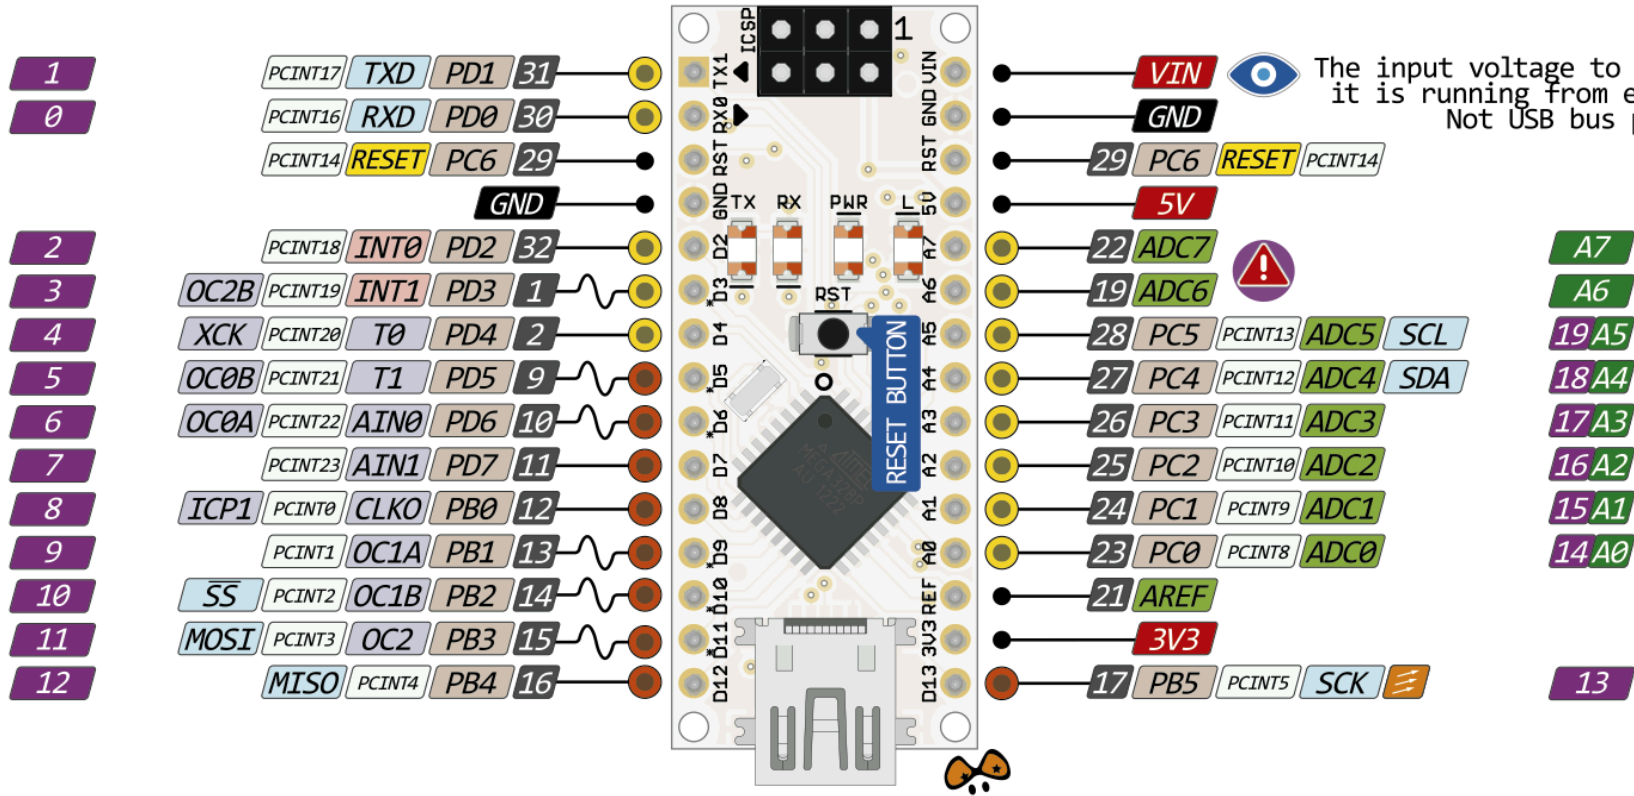 1 PCINT17 TXD PD1 31 TX1 ICSP 1 VIN VIN The input voltage to
0 PCINT16 RXD PD0 30 RX0 GND GND it is running from e
Not USB bus p
PCINT14 RESET PC6 29 RST RST 29 PC6 RESET PCINT14
GND GND TX RX PWR L 5V 5V
2 PCINT18 INT0 PD2 32 D2 A7 22 ADC7 A7
3 OC2B PCINT19 INT1 PD3 1 *D3 RST A6 19 ADC6 A6
4 XCK PCINT20 T0 PD4 2 D4 A5 28 PC5 PCINT13 ADC5 SCL 19 A5
5 OC0B PCINT21 T1 PD5 9 *D5 A4 27 PC4 PCINT12 ADC4 SDA 18 A4
RESET BUTTON
6 OC0A PCINT22 AIN0 PD6 10 *D6 A3 26 PC3 PCINT11 ADC3 17 A3
7 PCINT23 AIN1 PD7 11 D7 A2 25 PC2 PCINT10 ADC2 16 A2
8 ICP1 PCINT0 CLKO PB0 12 D8 A1 24 PC1 PCINT9 ADC1 15 A1
9 PCINT1 OC1A PB1 13 *D9 A0 23 PC0 PCINT8 ADC0 14 A0
10 SS PCINT2 OC1B PB2 14 *D10 REF 21 AREF
11 MOSI PCINT3 OC2 PB3 15 *D11 3V3 3V3
12 MISO PCINT4 PB4 16 D12 D13 17 PB5 PCINT5 SCK 13